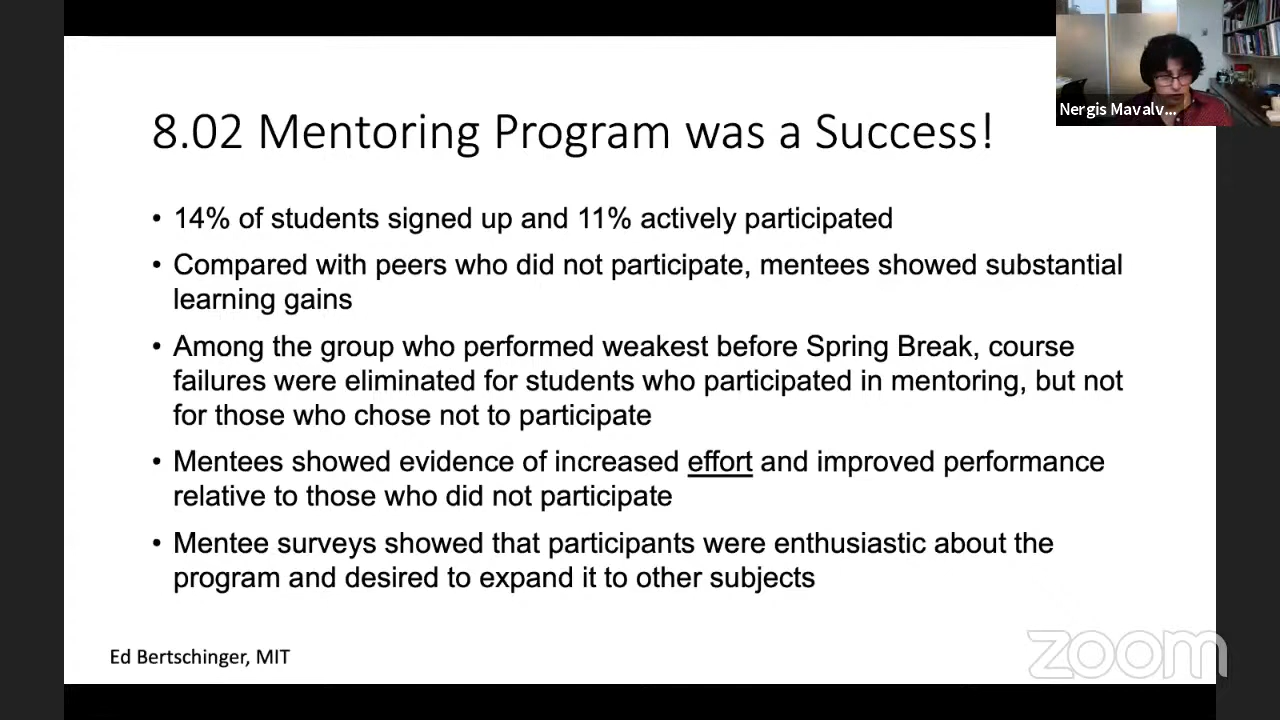 Nergis Mavalv...
8.02 Mentoring Program was a Success!
• 14% of students signed up and 11% actively participated
• Compared with peers who did not participate, mentees showed substantial
learning gains
• Among the group who performed weakest before Spring Break, course
failures were eliminated for students who participated in mentoring, but not
for those who chose not to participate
• Mentees showed evidence of increased effort and improved performance
relative to those who did not participate
• Mentee surveys showed that participants were enthusiastic about the
program and desired to expand it to other subjects
Ed Bertschinger, MIT
zoom